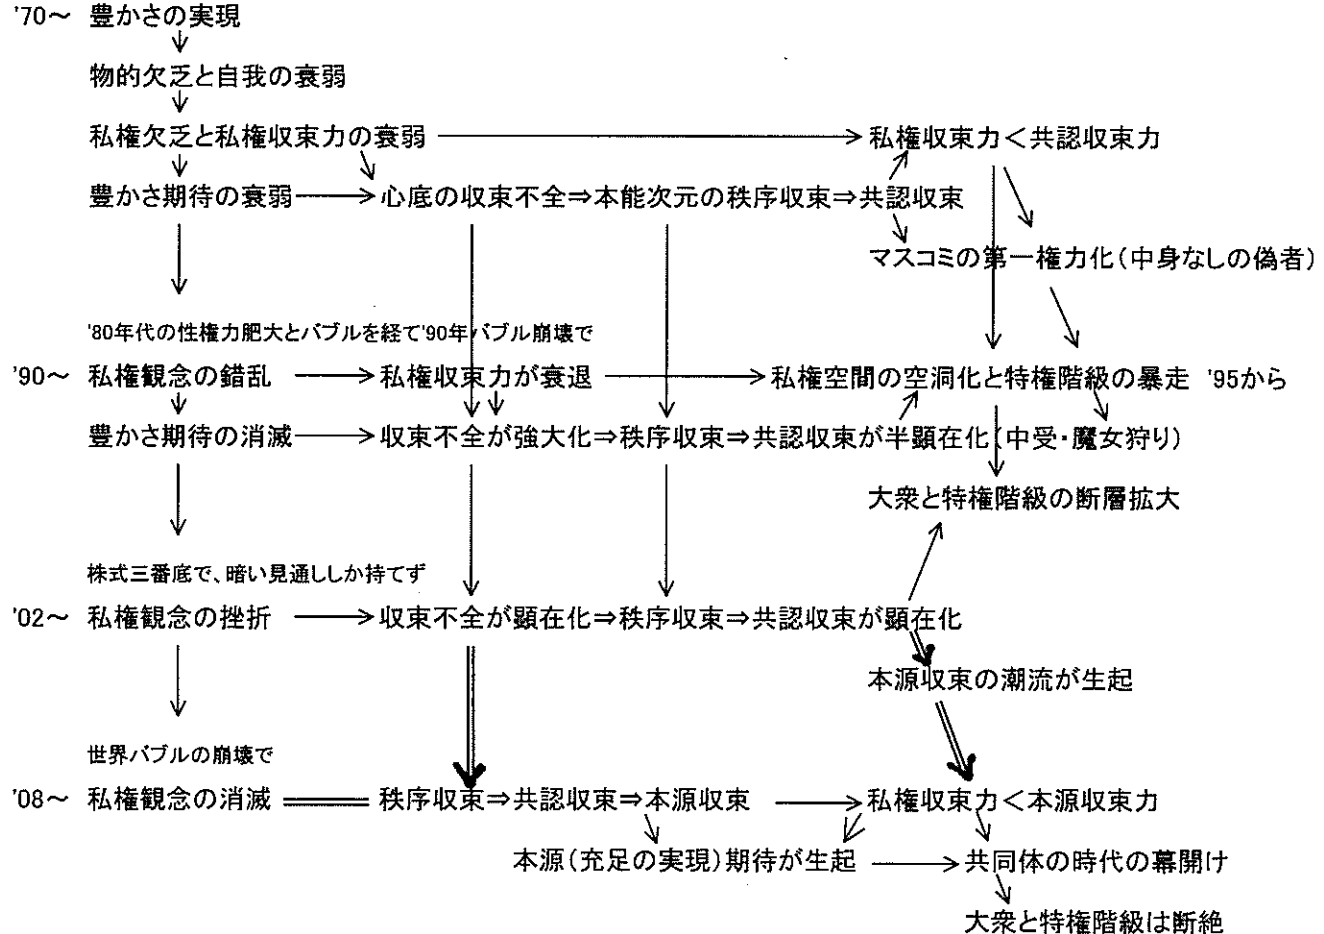 '70～ 豊かさの実現
物的欠乏と自我の衰弱
私権欠乏と私権収束力の衰弱 私権収束力＜共認収束力
豊かさ期待の衰弱 心底の収束不全⇒本能次元の秩序収束⇒共認収束
マスコミの第一権力化(中身なしの偽者)
'80年代の性権力肥大とバブルを経て'90年バブル崩壊で
'90～ 私権観念の錯乱 私権収束力が衰退 私権空間の空洞化と特権階級の暴走 '95から
豊かさ期待の消滅 収束不全が強大化⇒秩序収束⇒共認収束が半顕在化(中受・魔女狩り)
大衆と特権階級の断層拡大
株式三番底で、暗い見通ししか持てず
'02～ 私権観念の挫折 収束不全が顕在化⇒秩序収束⇒共認収束が顕在化
本源収束の潮流が生起
世界バブルの崩壊で
'08～ 私権観念の消滅 秩序収束⇒共認収束⇒本源収束 私権収束力＜本源収束力
本源(充足の実現)期待が生起 共同体の時代の幕開け
大衆と特権階級は断絶